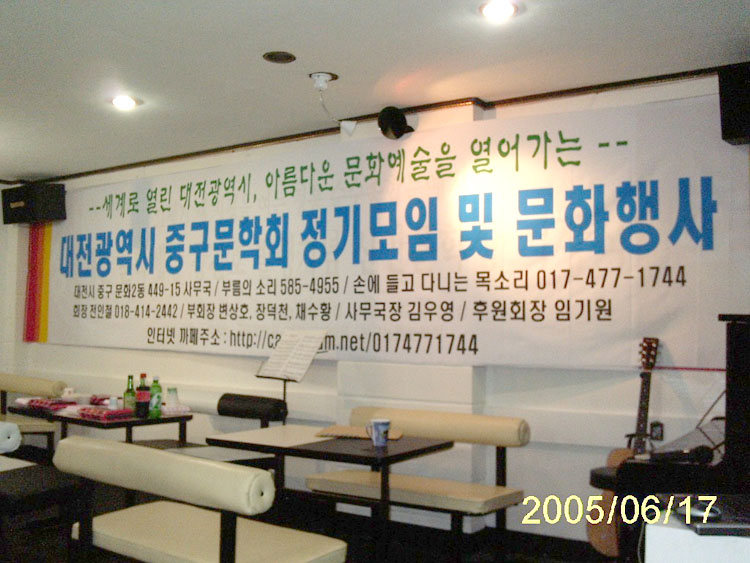 --세계로 열린 대전광역시, 아름다운 문화예술을 열어가는--
대전광역시 중구문학회 정기모임 및 문화행사
대전시 중구 문화2동 449-15 사무국 / 부름의 소리 585-4955 / 손에 들고 다니는 목소리 017-477-1744
회장 전인철 018-414-2442 / 부회장 변상호, 장덕천, 채수황 / 사무국장 김우영 / 후원회장 임기원
인터넷 까페주소 : http://ca m.net/0174771744
2005/06/17